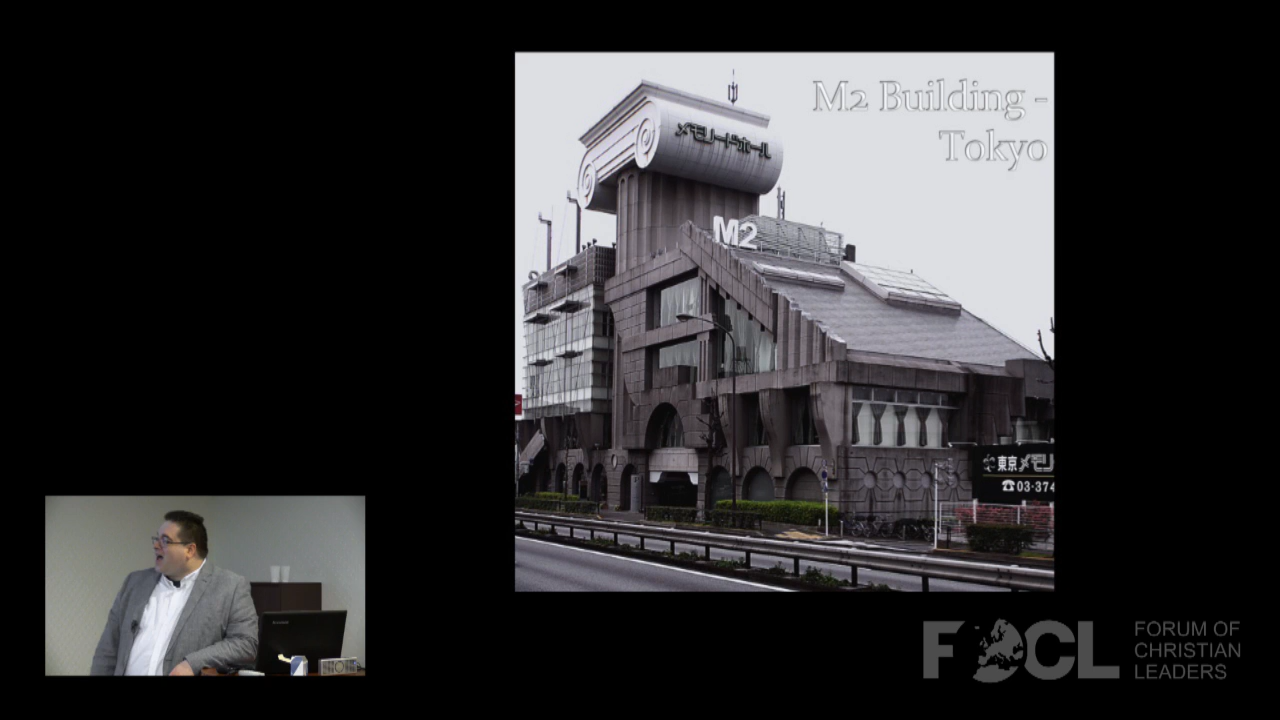 M2 Building -
Tokyo
メモリードホール
M2
東京メモリ
☎03-374
FOCL
FORUM OF
CHRISTIAN
LEADERS